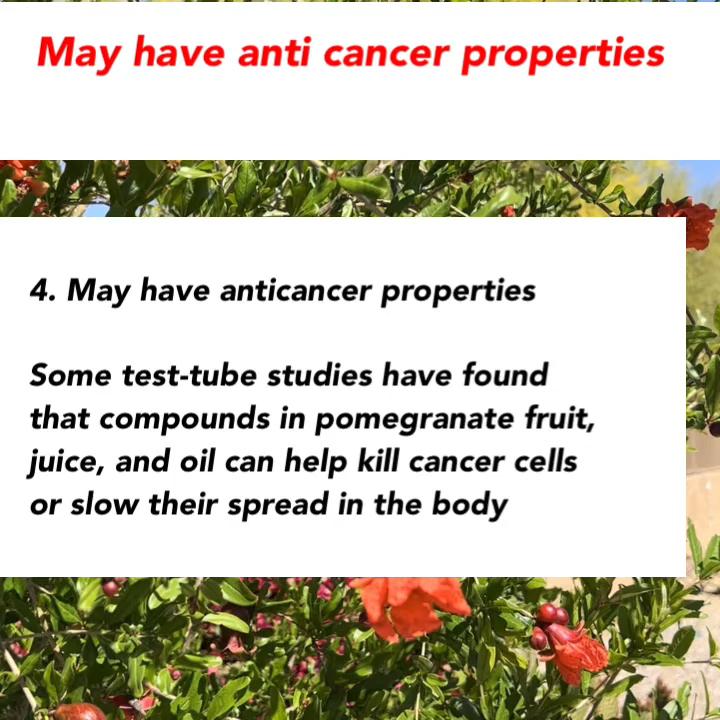 May have anti cancer properties
4. May have anticancer properties
Some test-tube studies have found
that compounds in pomegranate fruit,
juice, and oil can help kill cancer cells
or slow their spread in the body